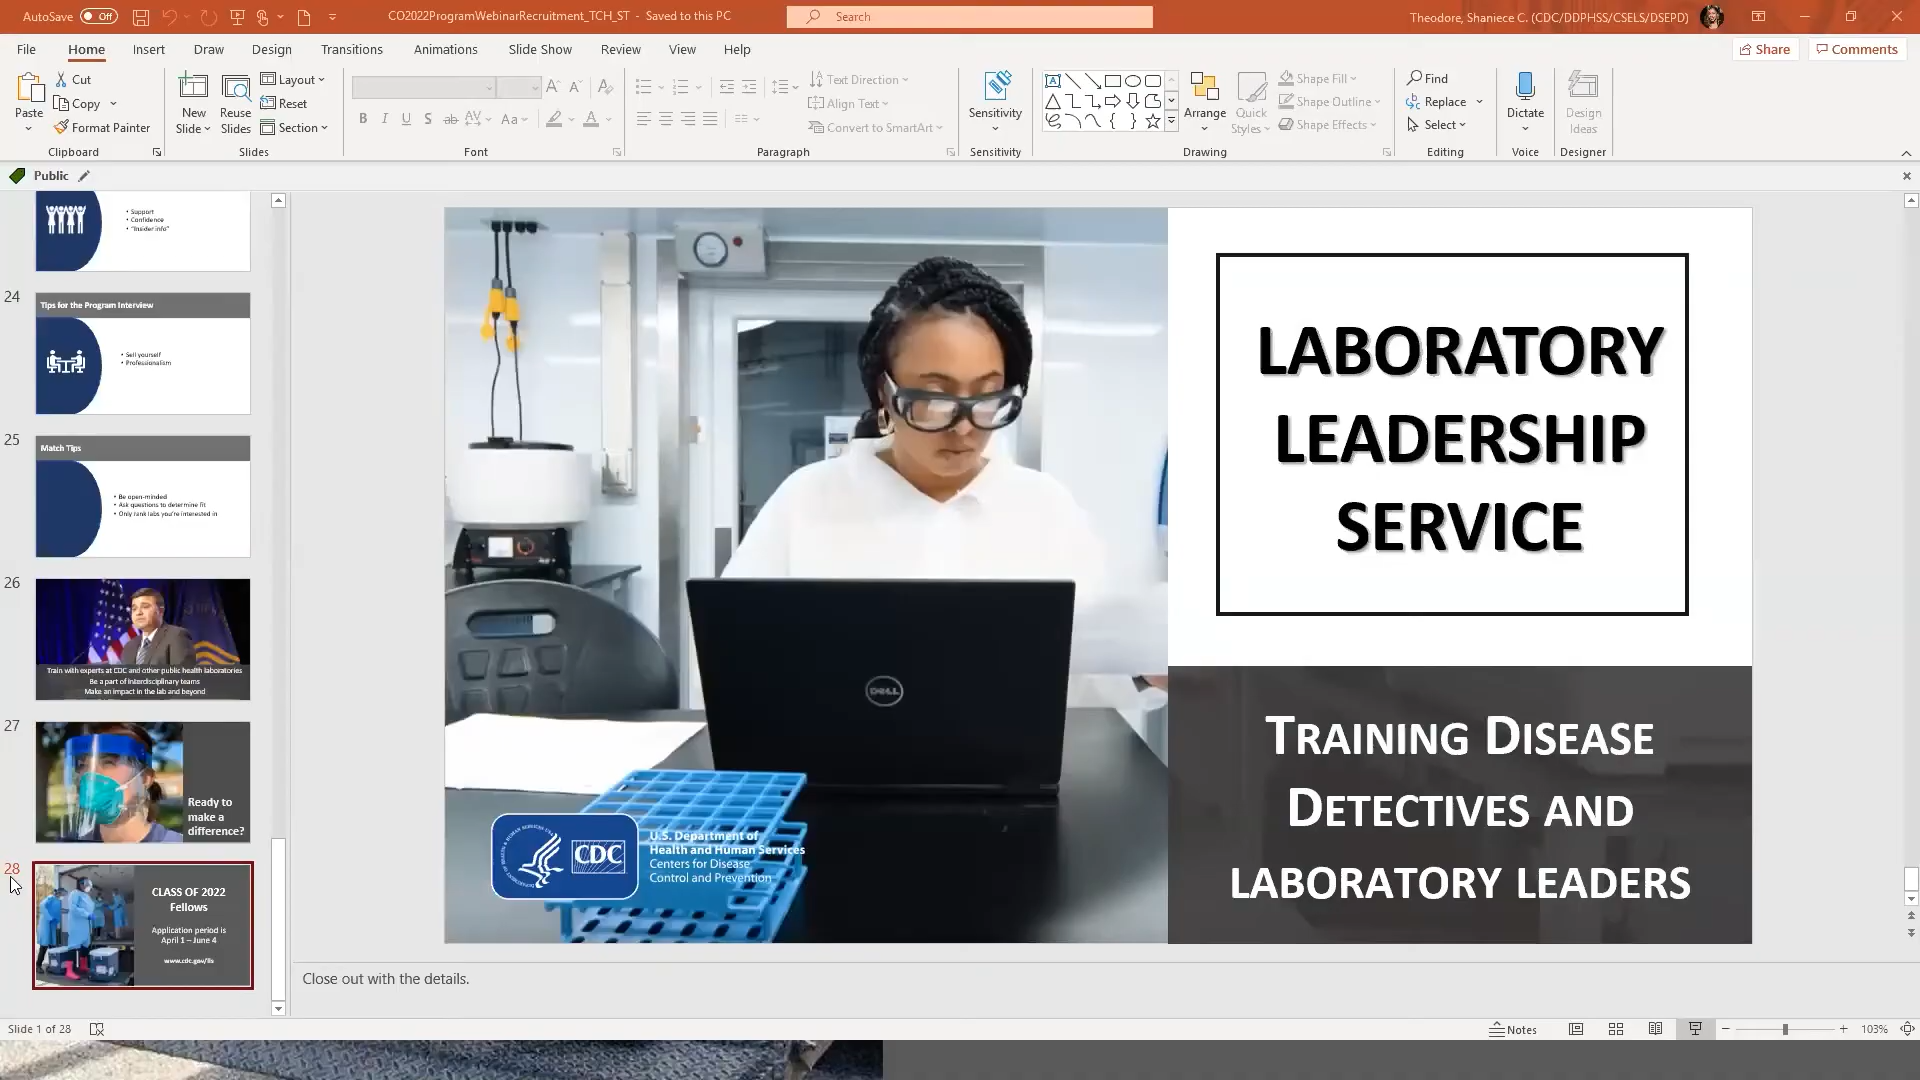 AutoSave Off
CO2022ProgramWebinarRecruitment_TCH_ST - Saved to this PC
Search
Theodore, Shaniece C. (CDC/DDPHSS/CSELS/DSEPD)
File Home Insert Draw Design Transitions Animations Slide Show Review View Help
Share Comments
Paste
Cut
Copy
Format Painter
Clipboard
New Slide
Reuse Slides
Layout
Reset
Section
Slides
Font
Text Direction
Align Text
Convert to SmartArt
Paragraph
Sensitivity
Sensitivity
Arrange
Quick Styles
Shape Fill
Shape Outline
Shape Effects
Drawing
Find
Replace
Select
Editing
Dictate
Voice
Design Ideas
Designer
Public
• Support
• Confidence
• "Insider info"
24
Tips for the Program Interview
• Sell yourself
• Professionalism
25
Match Tips
• Be open-minded
• Ask questions to determine fit
• Only rank labs you're interested in
26
Train with experts at CDC and other public health laboratories
Be a part of interdisciplinary teams
Make an impact in the lab and beyond
27
Ready to
make a
difference?
28
CLASS OF 2022
Fellows
Application period is
April 1 – June 4
www.cdc.gov/lls
LABORATORY
LEADERSHIP
SERVICE
TRAINING DISEASE
DETECTIVES AND
LABORATORY LEADERS
DELL
CDC
U.S. Department of
Health and Human Services
Centers for Disease
Control and Prevention
Close out with the details.
Slide 1 of 28
Notes
103%